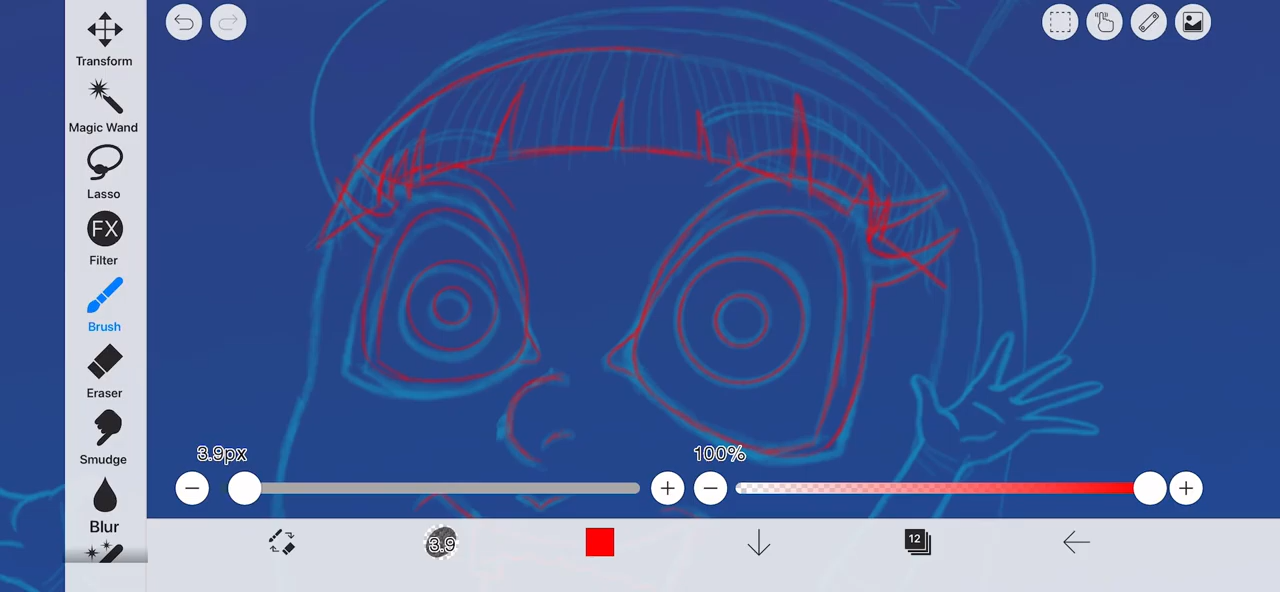 Transform
Magic Wand
Lasso
FX
Filter
Brush
Eraser
Smudge
Blur
3.9px
100%
3.9
12